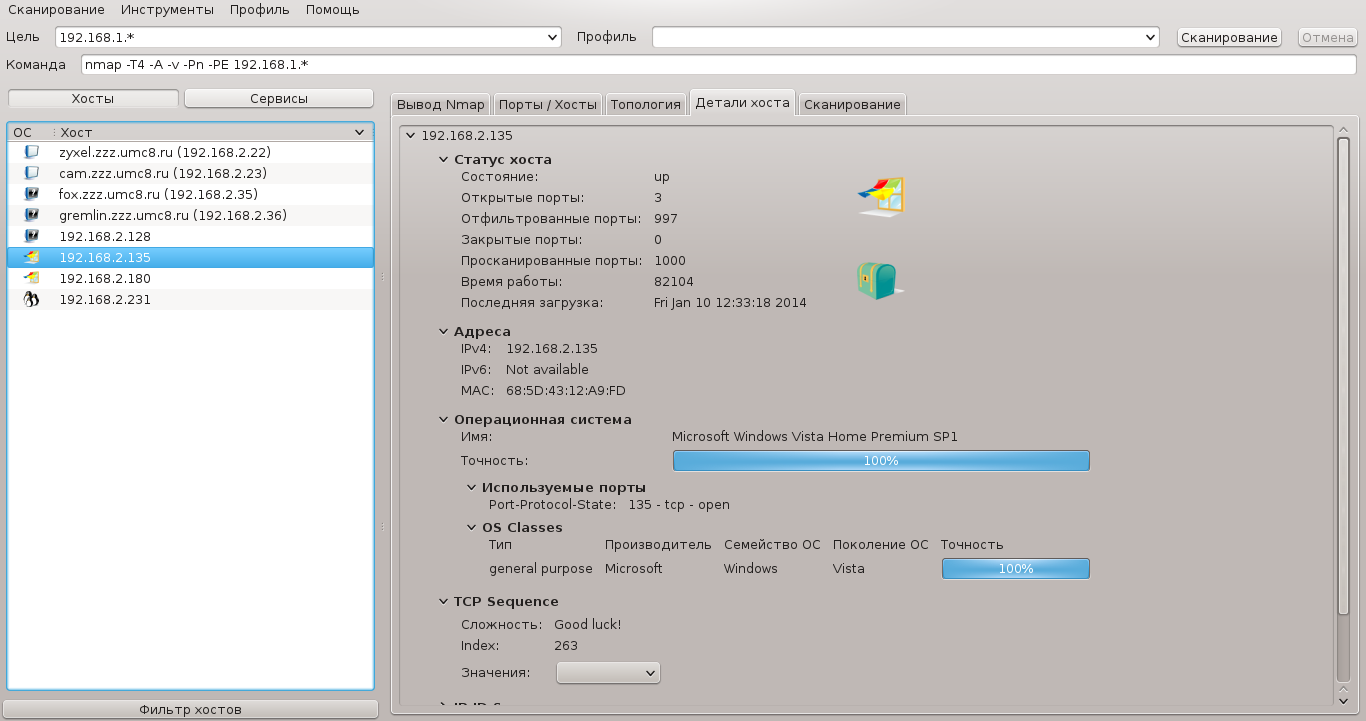 Сканирование Инструменты Профиль Помощь
Цель 192.168.1.* Профиль Сканирование Отмена
Команда nmap -T4 -A -v -Pn -PE 192.168.1.*
Хосты Сервисы
Вывод Nmap Порты / Хосты Топология Детали хоста Сканирование
ОС Хост
zyxel.zzz.umc8.ru (192.168.2.22)
cam.zzz.umc8.ru (192.168.2.23)
fox.zzz.umc8.ru (192.168.2.35)
gremlin.zzz.umc8.ru (192.168.2.36)
192.168.2.128
192.168.2.135
192.168.2.180
192.168.2.231
Фильтр хостов
192.168.2.135
Статус хоста
Состояние: up
Открытые порты: 3
Отфильтрованные порты: 997
Закрытые порты: 0
Просканированные порты: 1000
Время работы: 82104
Последняя загрузка: Fri Jan 10 12:33:18 2014
Адреса
IPv4: 192.168.2.135
IPv6: Not available
MAC: 68:5D:43:12:A9:FD
Операционная система
Имя: Microsoft Windows Vista Home Premium SP1
Точность: 100%
Используемые порты
Port-Protocol-State: 135 - tcp - open
OS Classes
Тип Производитель Семейство ОС Поколение ОС Точность
general purpose Microsoft Windows Vista 100%
TCP Sequence
Сложность: Good luck!
Index: 263
Значения: